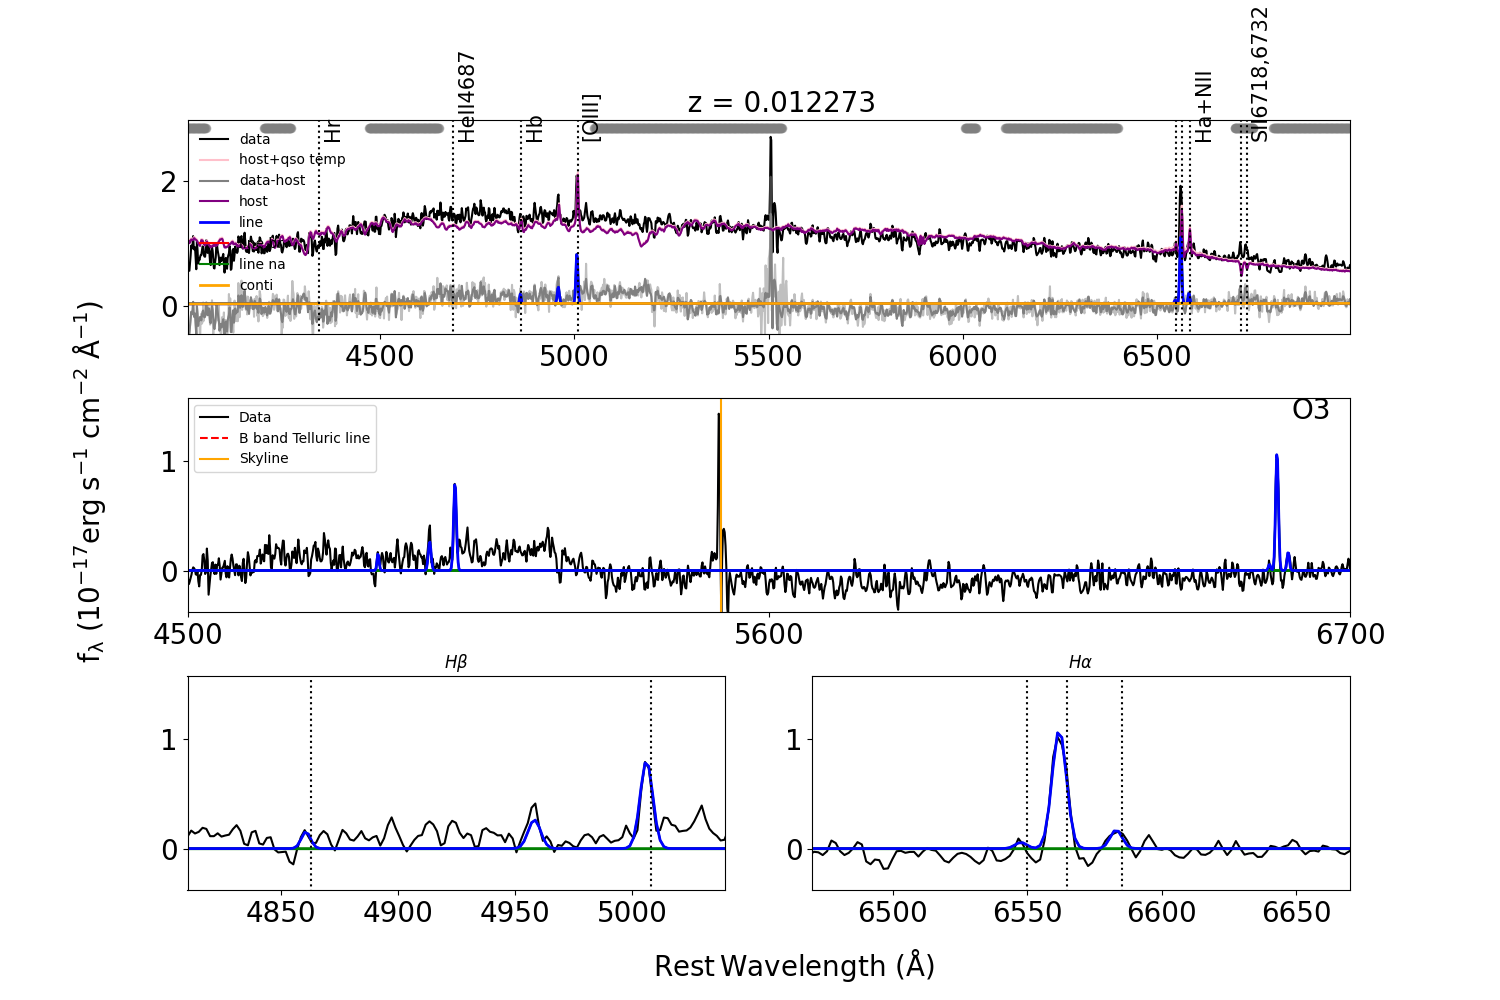 z = 0.012273
Hr
HeII4687
Hb
[OIII]
Ha+NII
SII6718,6732
data
host+qso temp
data-host
host
line
line na
conti
2
0
4500
5000
5500
6000
6500
O3
Data
B band Telluric line
Skyline
1
0
4500
5600
6700
fλ (10⁻¹⁷erg s⁻¹ cm⁻² Å⁻¹)
Hβ
1
0
4850
4900
4950
5000
Hα
1
0
6500
6550
6600
6650
Rest Wavelength (Å)